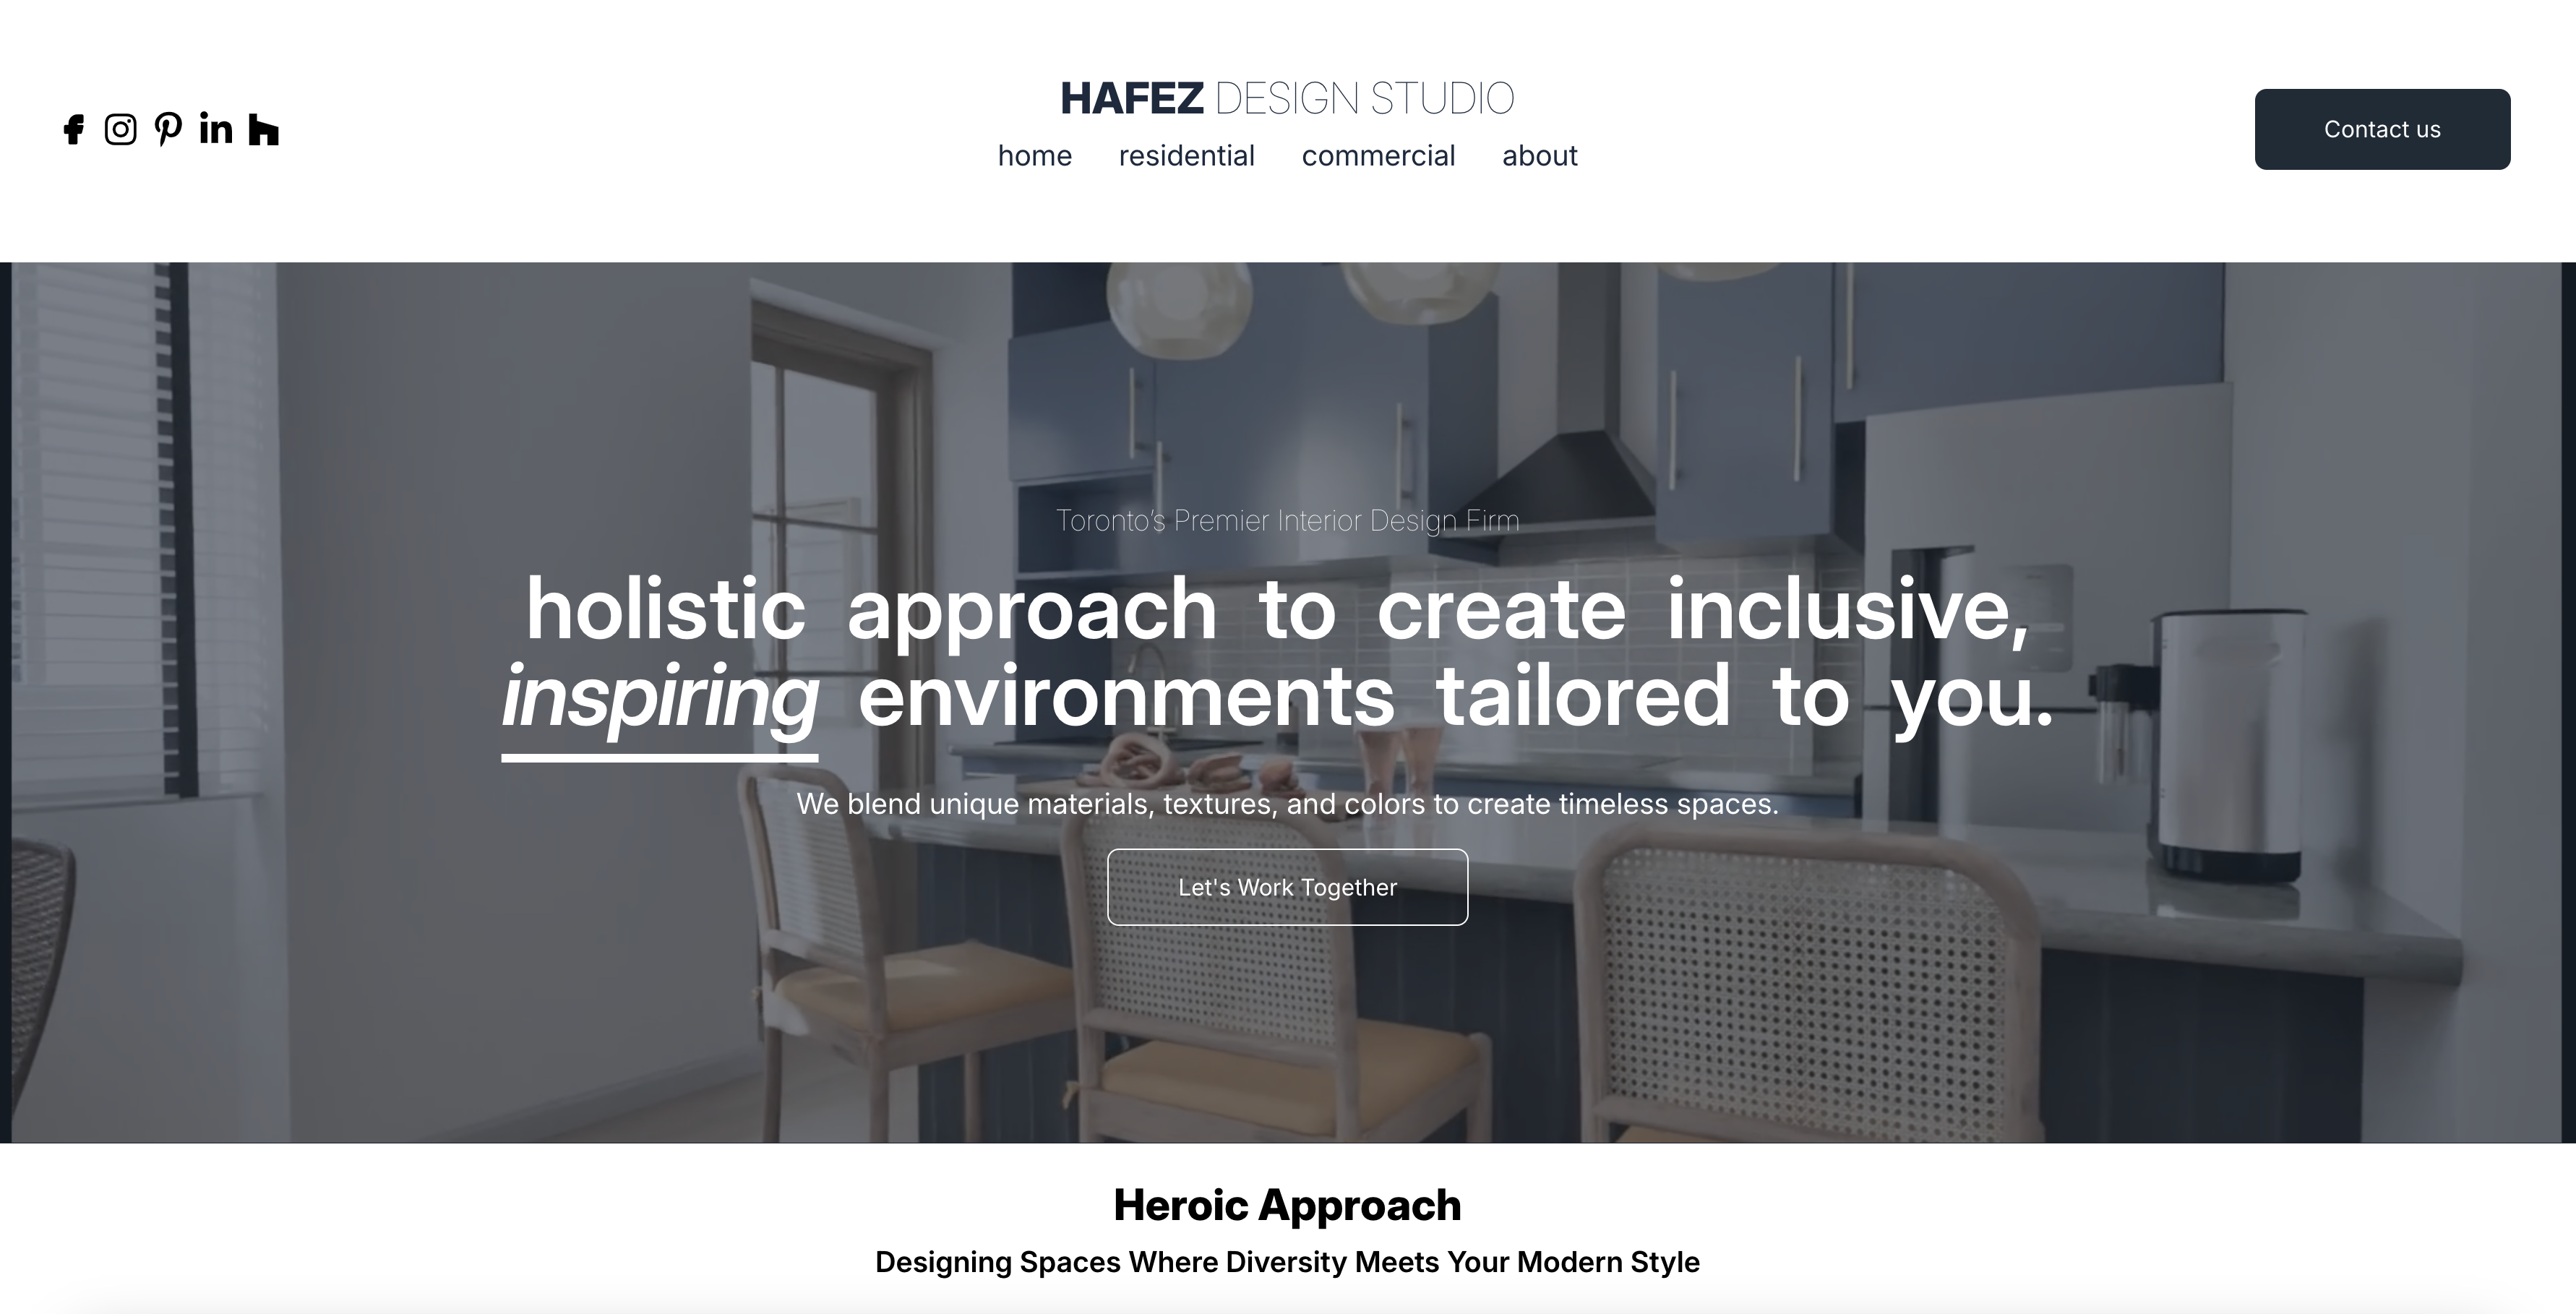 HAFEZ DESIGN STUDIO
home residential commercial about
Contact us
Toronto’s Premier Interior Design Firm
holistic approach to create inclusive,
inspiring environments tailored to you.
We blend unique materials, textures, and colors to create timeless spaces.
Let's Work Together
Heroic Approach
Designing Spaces Where Diversity Meets Your Modern Style